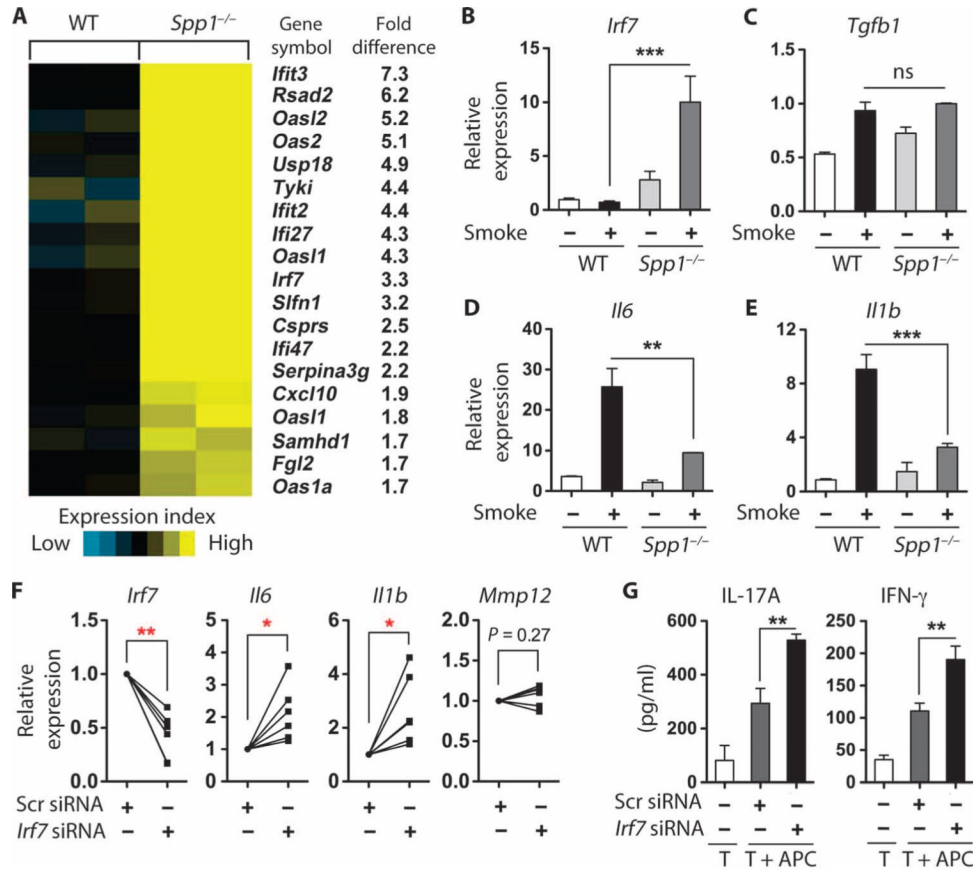 A
WT Spp1–/–
Gene symbol Fold difference
Ifit3 7.3
Rsad2 6.2
Oasl2 5.2
Oas2 5.1
Usp18 4.9
Tyki 4.4
Ifit2 4.4
Ifi27 4.3
Oasl1 4.3
Irf7 3.3
Slfn1 3.2
Csprs 2.5
Ifi47 2.2
Serpina3g 2.2
Cxcl10 1.9
Oasl1 1.8
Samhd1 1.7
Fgl2 1.7
Oas1a 1.7
Expression index
Low High
B
Irf7
Relative expression
15
10
5
0
***
Smoke – + – +
WT Spp1–/–
C
Tgfb1
1.5
1.0
0.5
0
ns
Smoke – + – +
WT Spp1–/–
D
Il6
Relative expression
40
30
20
10
0
**
Smoke – + – +
WT Spp1–/–
E
Il1b
12
8
4
0
***
Smoke – + – +
WT Spp1–/–
F
Irf7
Relative expression
1.5
1.0
0.5
0.0
**
Il6
5
4
3
2
1
0
*
Il1b
6
4
2
0
*
Mmp12
2.0
1.5
1.0
0.5
0.0
P = 0.27
Scr siRNA + – + – + – + –
Irf7 siRNA – + – + – + – +
G
IL-17A
(pg/ml)
600
400
200
0
**
IFN-γ
250
200
150
100
50
0
**
Scr siRNA – + – – + –
Irf7 siRNA – – + – – +
T T + APC T T + APC